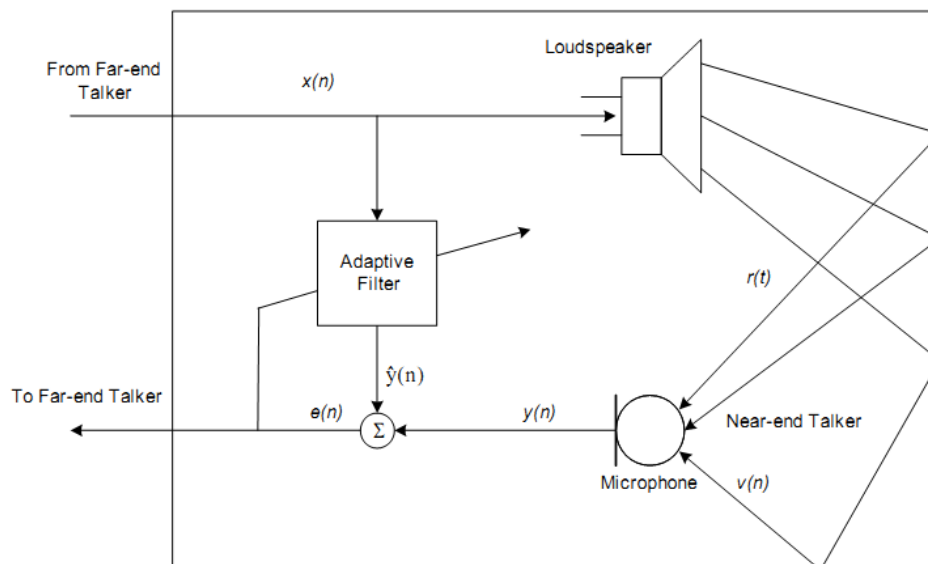 Loudspeaker
From Far-end
Talker
x(n)
Adaptive
Filter
r(t)
ŷ(n)
To Far-end Talker
e(n)
Σ
y(n)
Near-end Talker
Microphone
v(n)